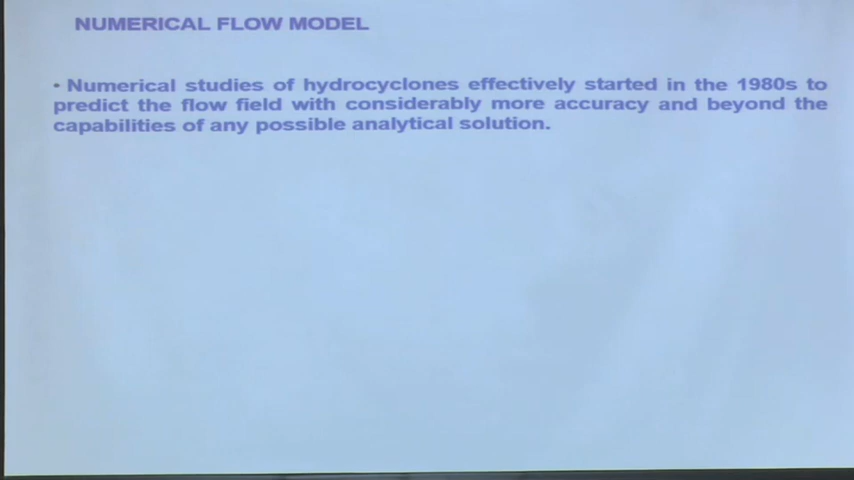 NUMERICAL FLOW MODEL
• Numerical studies of hydrocyclones effectively started in the 1980s to
predict the flow field with considerably more accuracy and beyond the
capabilities of any possible analytical solution.